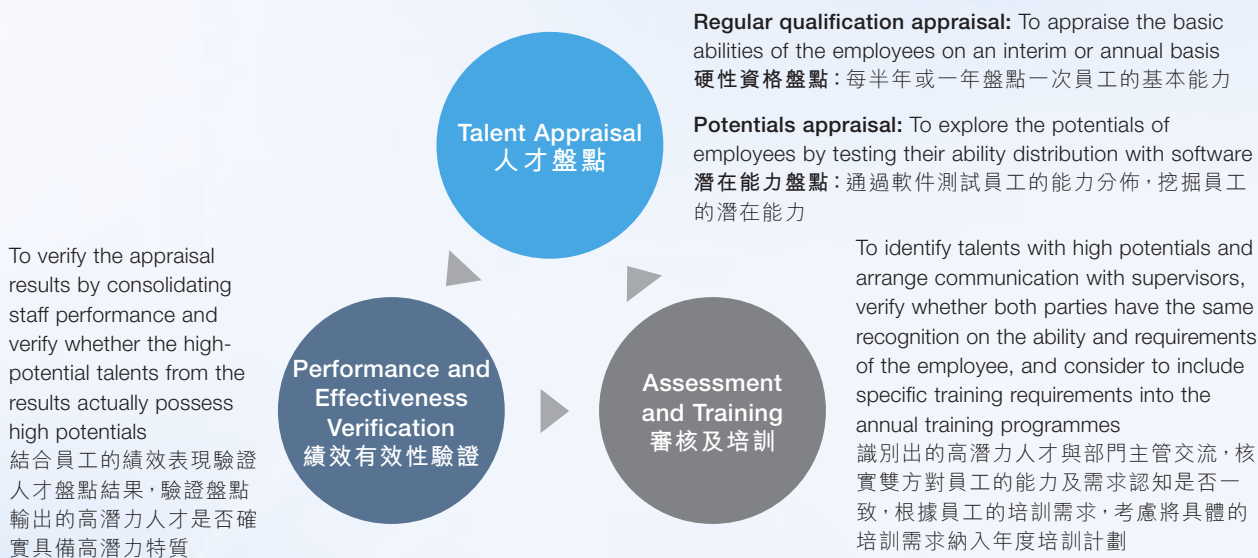 Regular qualification appraisal: To appraise the basic
abilities of the employees on an interim or annual basis
硬性資格盤點：每半年或一年盤點一次員工的基本能力
Potentials appraisal: To explore the potentials of
employees by testing their ability distribution with software
潛在能力盤點：通過軟件測試員工的能力分佈，挖掘員工
的潛在能力
Talent Appraisal
人才盤點
To verify the appraisal
results by consolidating
staff performance and
verify whether the high-
potential talents from the
results actually possess
high potentials
結合員工的績效表現驗證
人才盤點結果，驗證盤點
輸出的高潛力人才是否確
實具備高潛力特質
Performance and
Effectiveness
Verification
績效有效性驗證
Assessment
and Training
審核及培訓
To identify talents with high potentials and
arrange communication with supervisors,
verify whether both parties have the same
recognition on the ability and requirements
of the employee, and consider to include
specific training requirements into the
annual training programmes
識別出的高潛力人才與部門主管交流，核
實雙方對員工的能力及需求認知是否一
致，根據員工的培訓需求，考慮將具體的
培訓需求納入年度培訓計劃